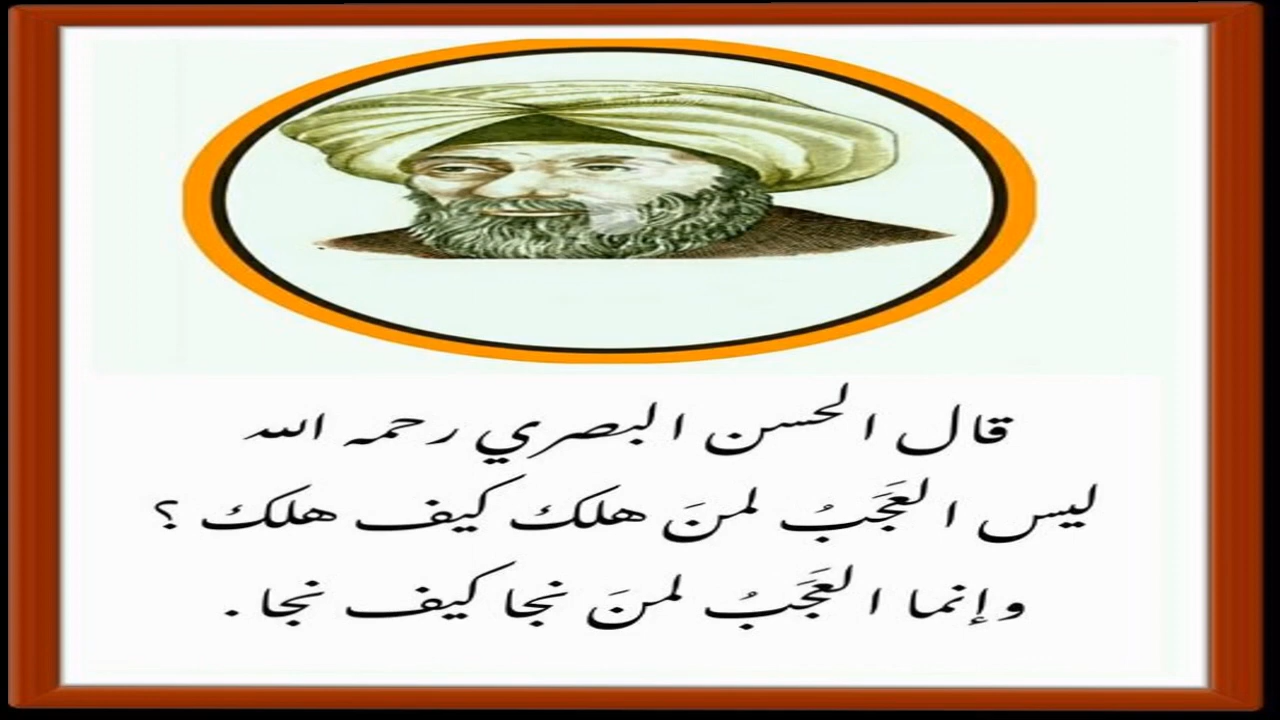 قال الحسن البصري رحمه الله
ليس العَجَبُ لمنَ هلك كيف هلك ؟
وإنما العَجَبُ لمنَ نجا كيف نجا .